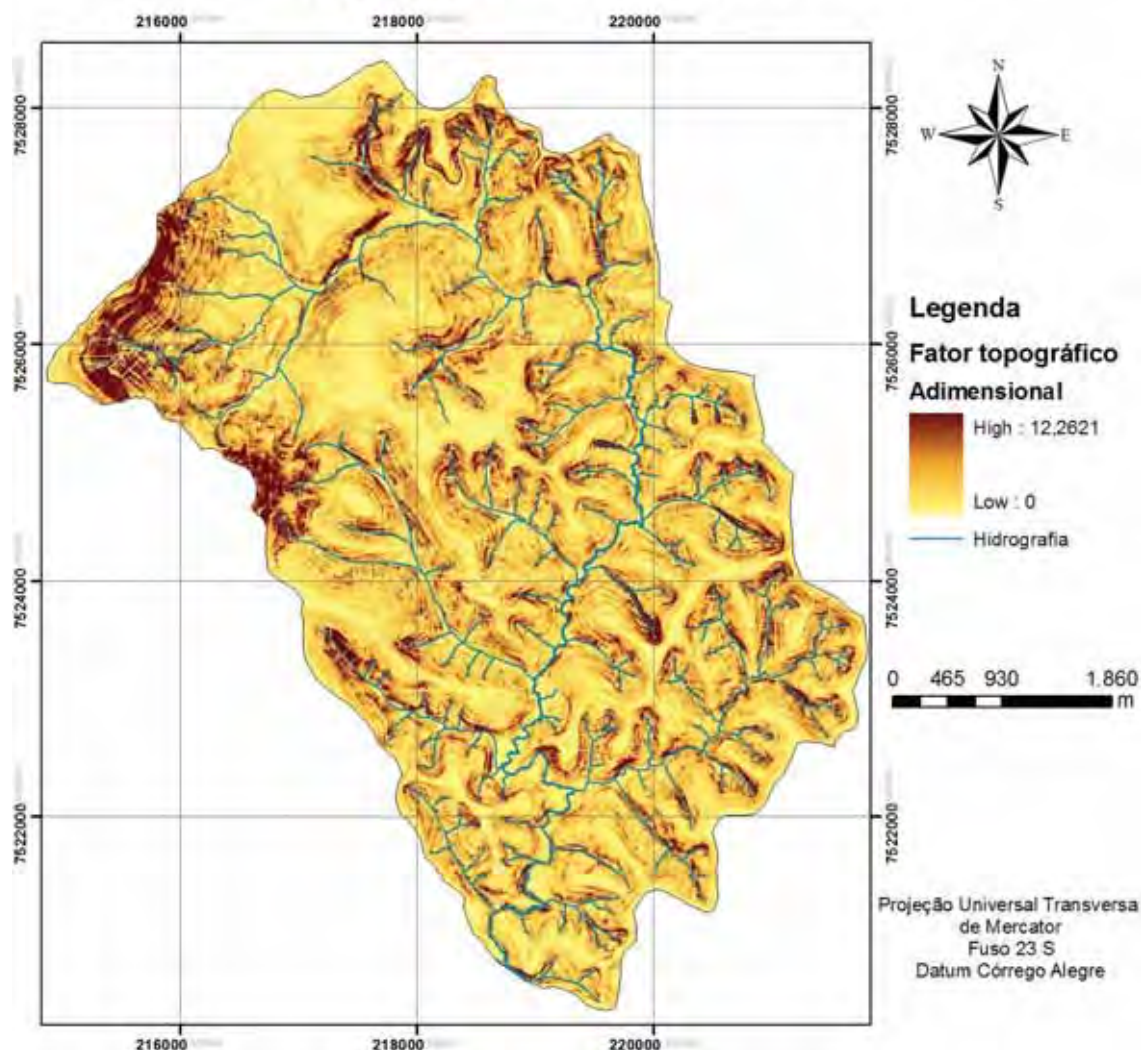 216000 218000 220000
7528000 7528000
N
W E
S
Legenda
Fator topográfico
Adimensional
High : 12,2621
Low : 0
Hidrografia
7526000 7526000
7524000 7524000
0 465 930 1.860
m
7522000 7522000
Projeção Universal Transversa
de Mercator
Fuso 23 S
Datum Córrego Alegre
216000 218000 220000